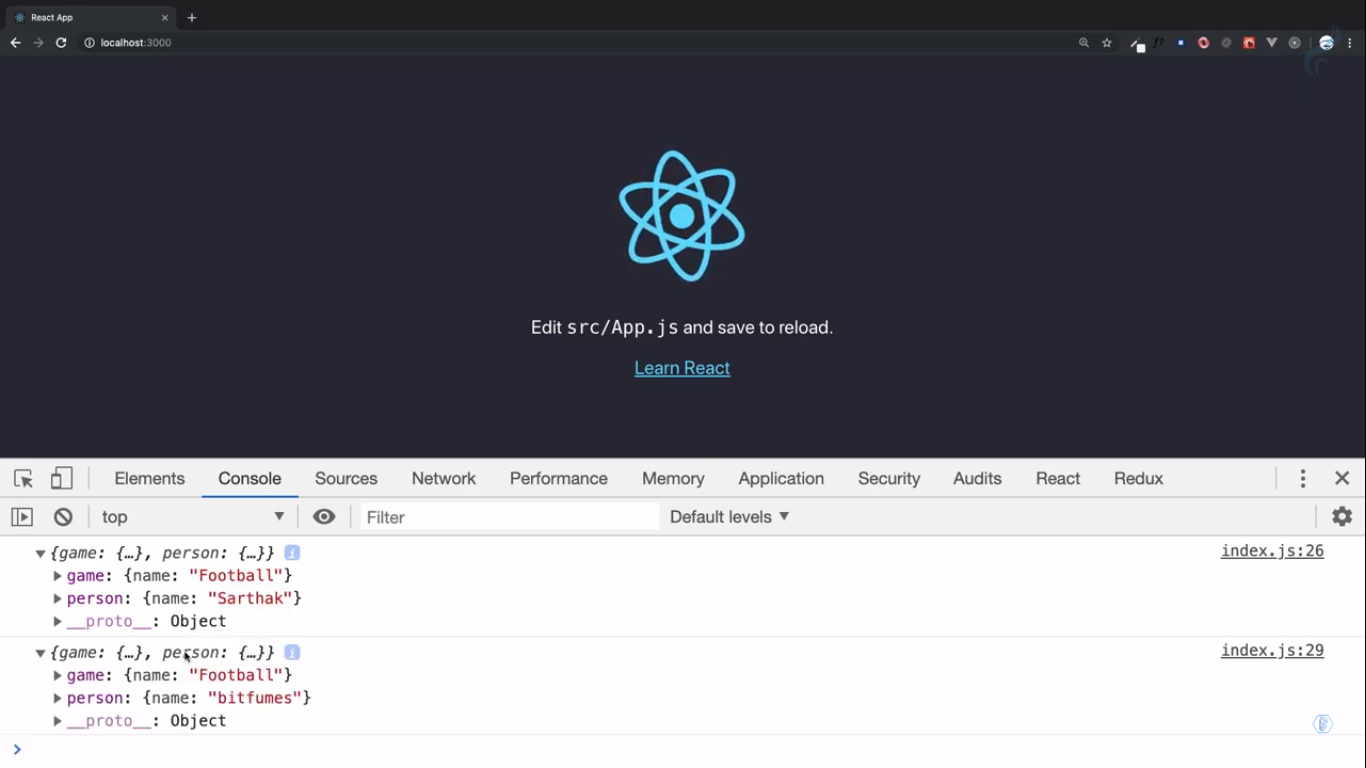 React App
localhost:3000
f?
Edit src/App.js and save to reload.
Learn React
Elements Console Sources Network Performance Memory Application Security Audits React Redux
top Filter Default levels
{game: {…}, person: {…}} i index.js:26
game: {name: "Football"}
person: {name: "Sarthak"}
__proto__: Object
{game: {…}, person: {…}} i index.js:29
game: {name: "Football"}
person: {name: "bitfumes"}
__proto__: Object